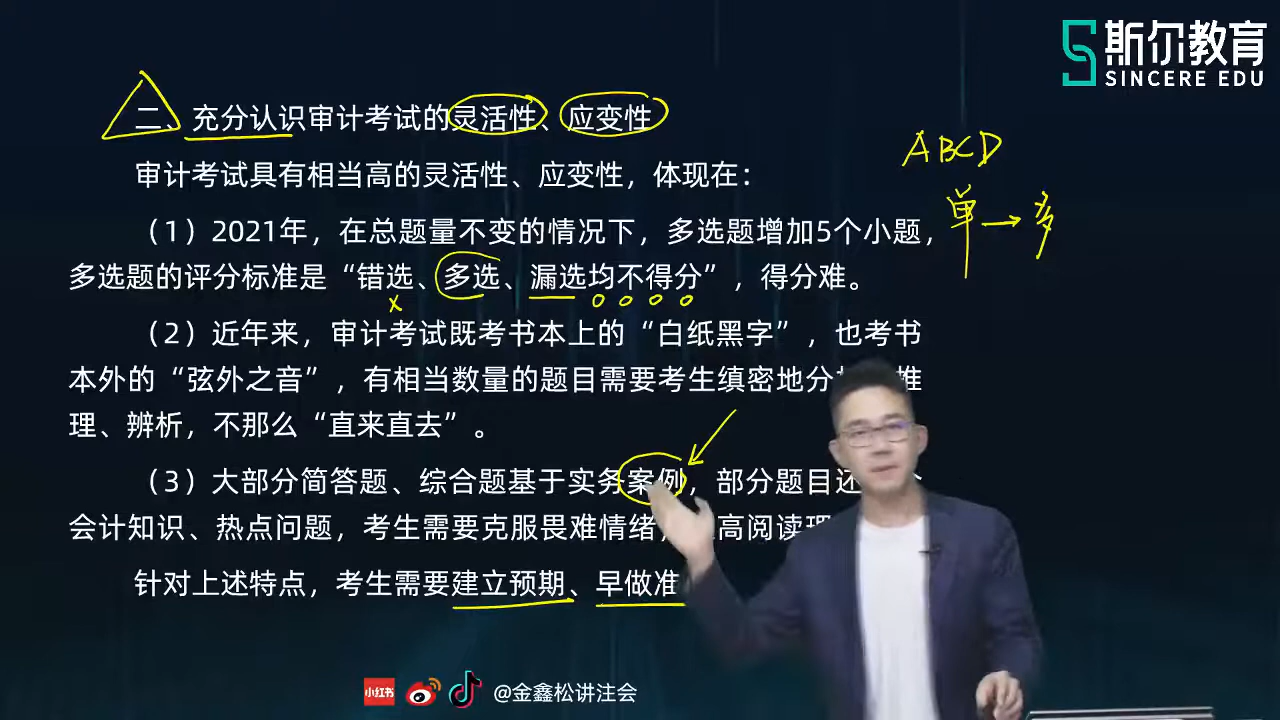 斯尔教育
SINCERE EDU
二、充分认识审计考试的灵活性、应变性
ABCD
审计考试具有相当高的灵活性、应变性，体现在：
单→多
（1）2021年，在总题量不变的情况下，多选题增加5个小题，
多选题的评分标准是“错选、多选、漏选均不得分”，得分难。
（2）近年来，审计考试既考书本上的“白纸黑字”，也考书
本外的“弦外之音”，有相当数量的题目需要考生缜密地分 推
理、辨析，不那么“直来直去”。
（3）大部分简答题、综合题基于实务案例，部分题目还
会计知识、热点问题，考生需要克服畏难情绪， 高阅读理
针对上述特点，考生需要建立预期、早做准
小红书 @金鑫松讲注会